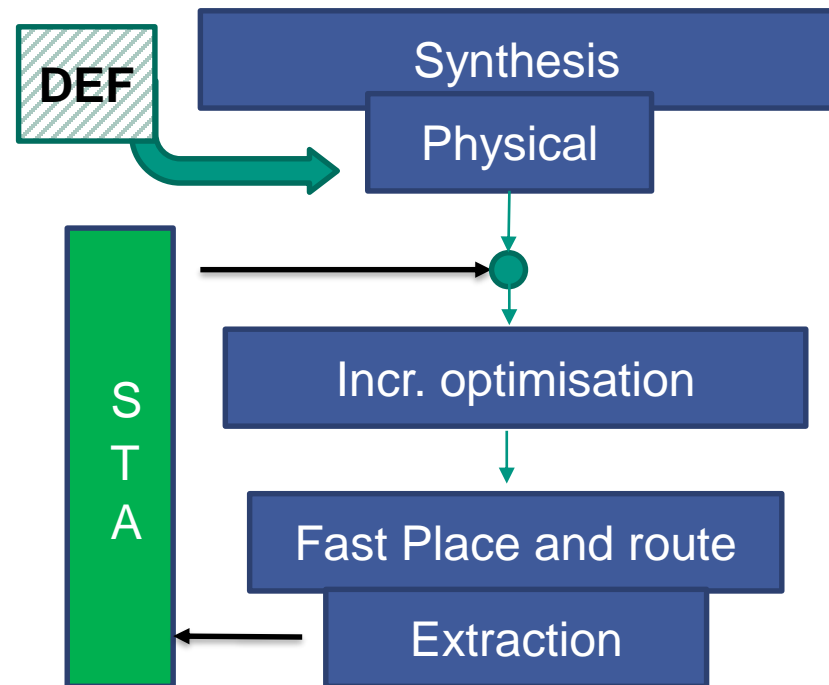 Synthesis
DEF
Physical
Incr. optimisation
S
T
A
Fast Place and route
Extraction